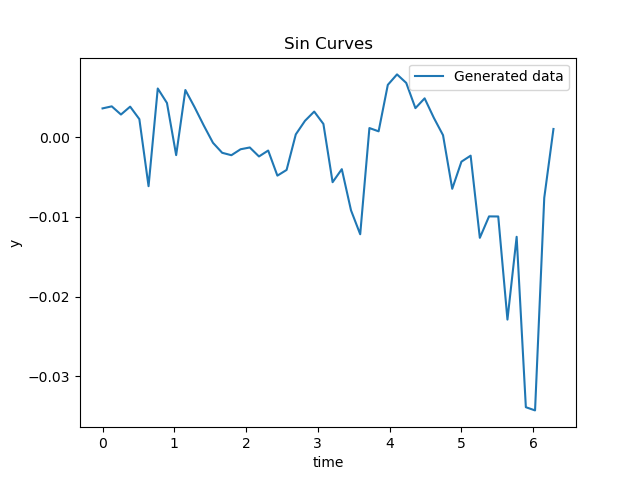 Sin Curves
Generated data
0.00
−0.01
−0.02
−0.03
y
0 1 2 3 4 5 6
time